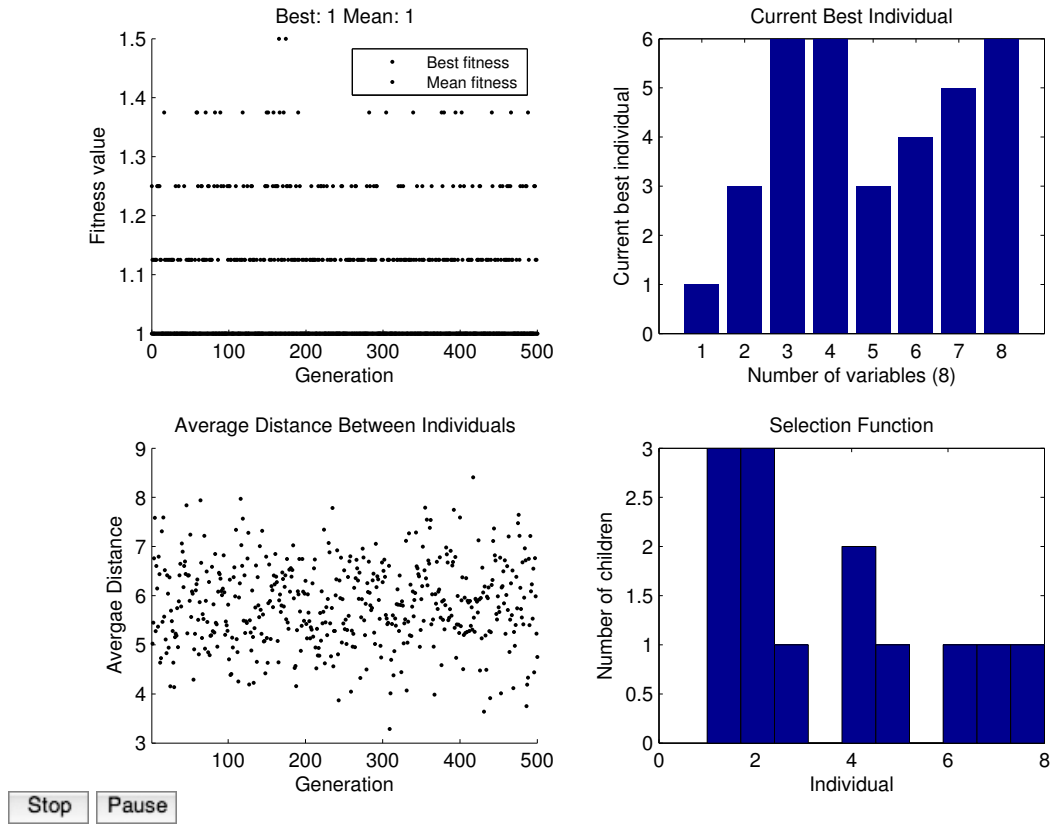 Best: 1 Mean: 1
1.5
1.4
1.3
1.2
1.1
1
Fitness value
Best fitness
Mean fitness
0 100 200 300 400 500
Generation
Current Best Individual
6
5
4
3
2
1
0
Current best individual
1 2 3 4 5 6 7 8
Number of variables (8)
Average Distance Between Individuals
9
8
7
6
5
4
3
Avergae Distance
100 200 300 400 500
Generation
Selection Function
3
2.5
2
1.5
1
0.5
0
Number of children
0 2 4 6 8
Individual
Stop Pause